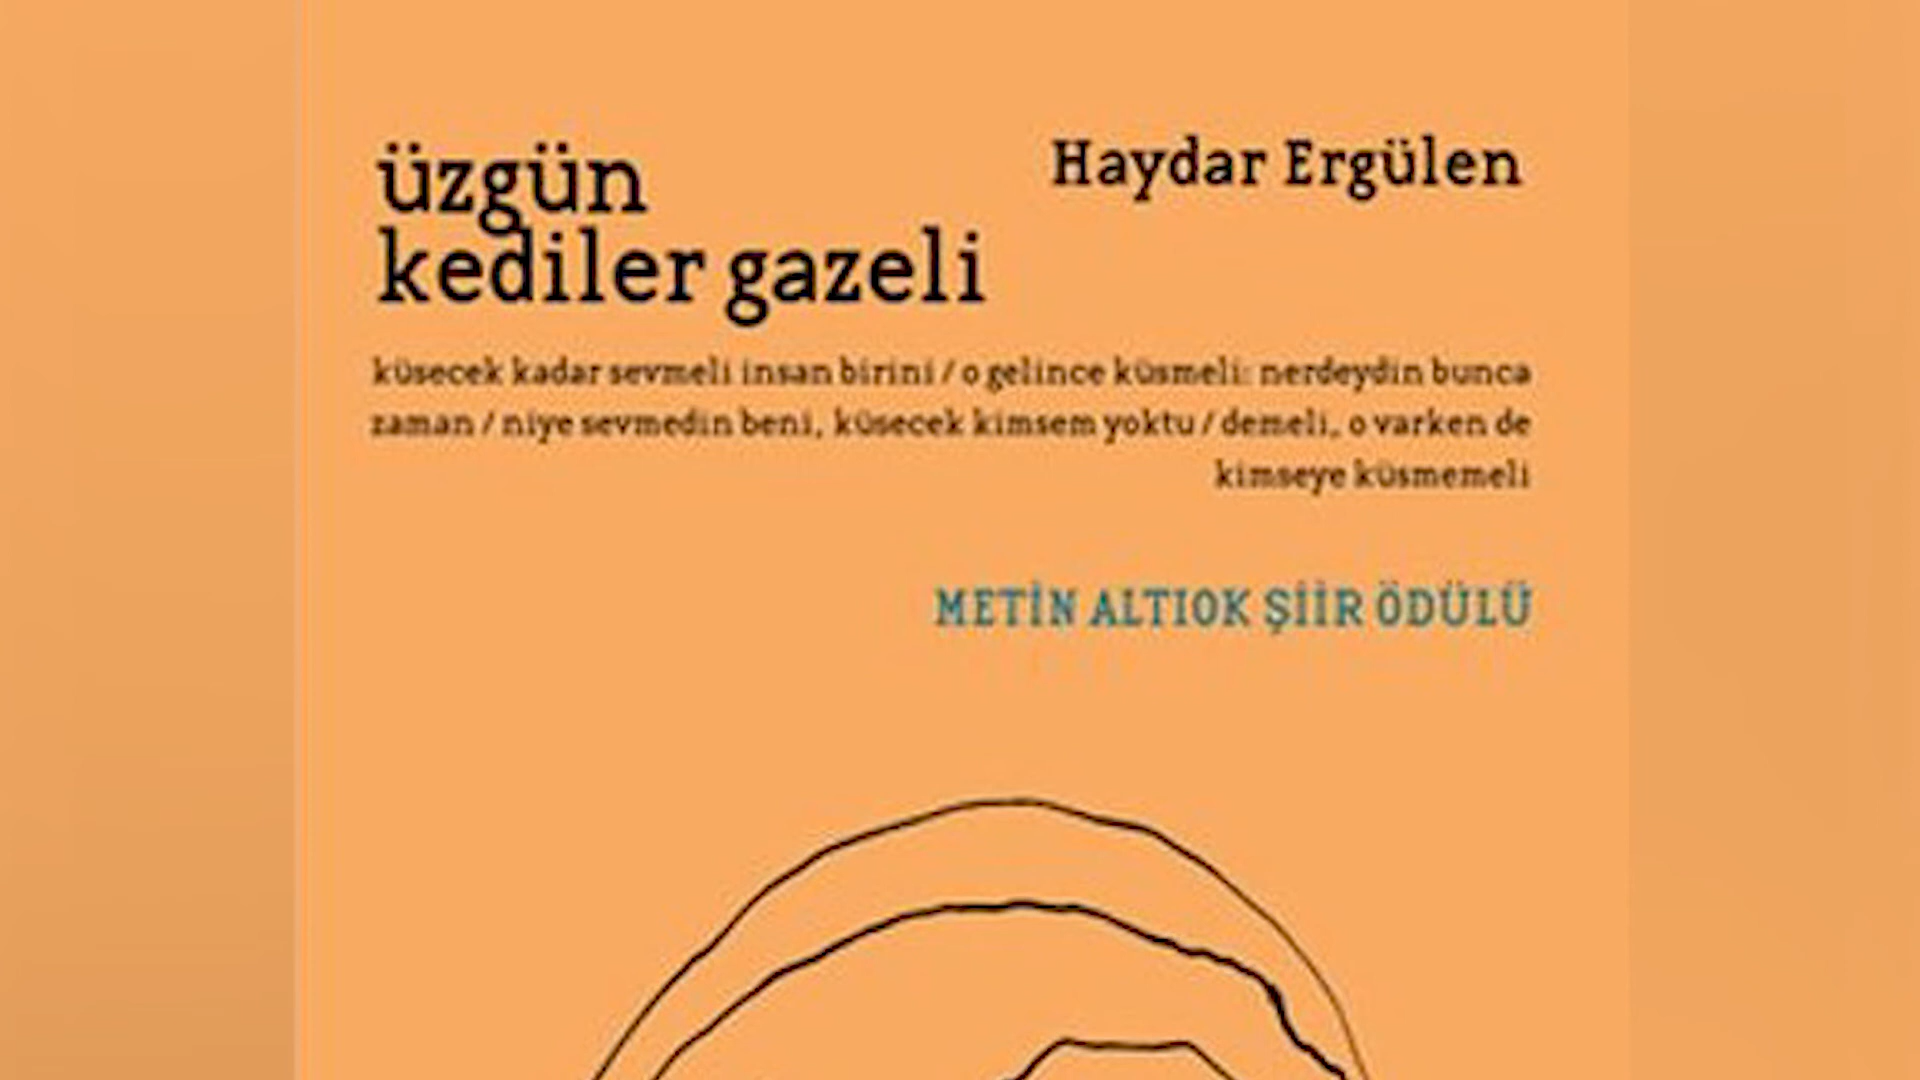 üzgün
kediler gazeli
Haydar Ergülen
küsecek kadar sevmeli insan birini / o gelince küsmeli: nerdeydin bunca
zaman / niye sevmedin beni, küsecek kimsem yoktu / demeli, o varken de
kimseye küsmemeli
METİN ALTIOK ŞİİR ÖDÜLÜ